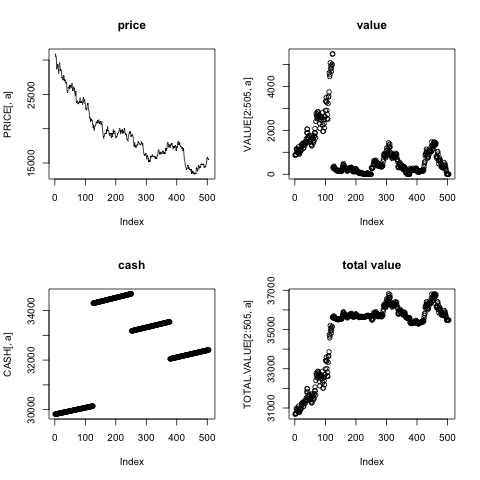 price
PRICE[, a]
25000
15000
0 100 200 300 400 500
Index
value
VALUE[2:505, a]
4000
2000
0
0 100 200 300 400 500
Index
cash
CASH[, a]
34000
32000
30000
0 100 200 300 400 500
Index
total value
TOTAL.VALUE[2:505, a]
37000
35000
33000
31000
0 100 200 300 400 500
Index